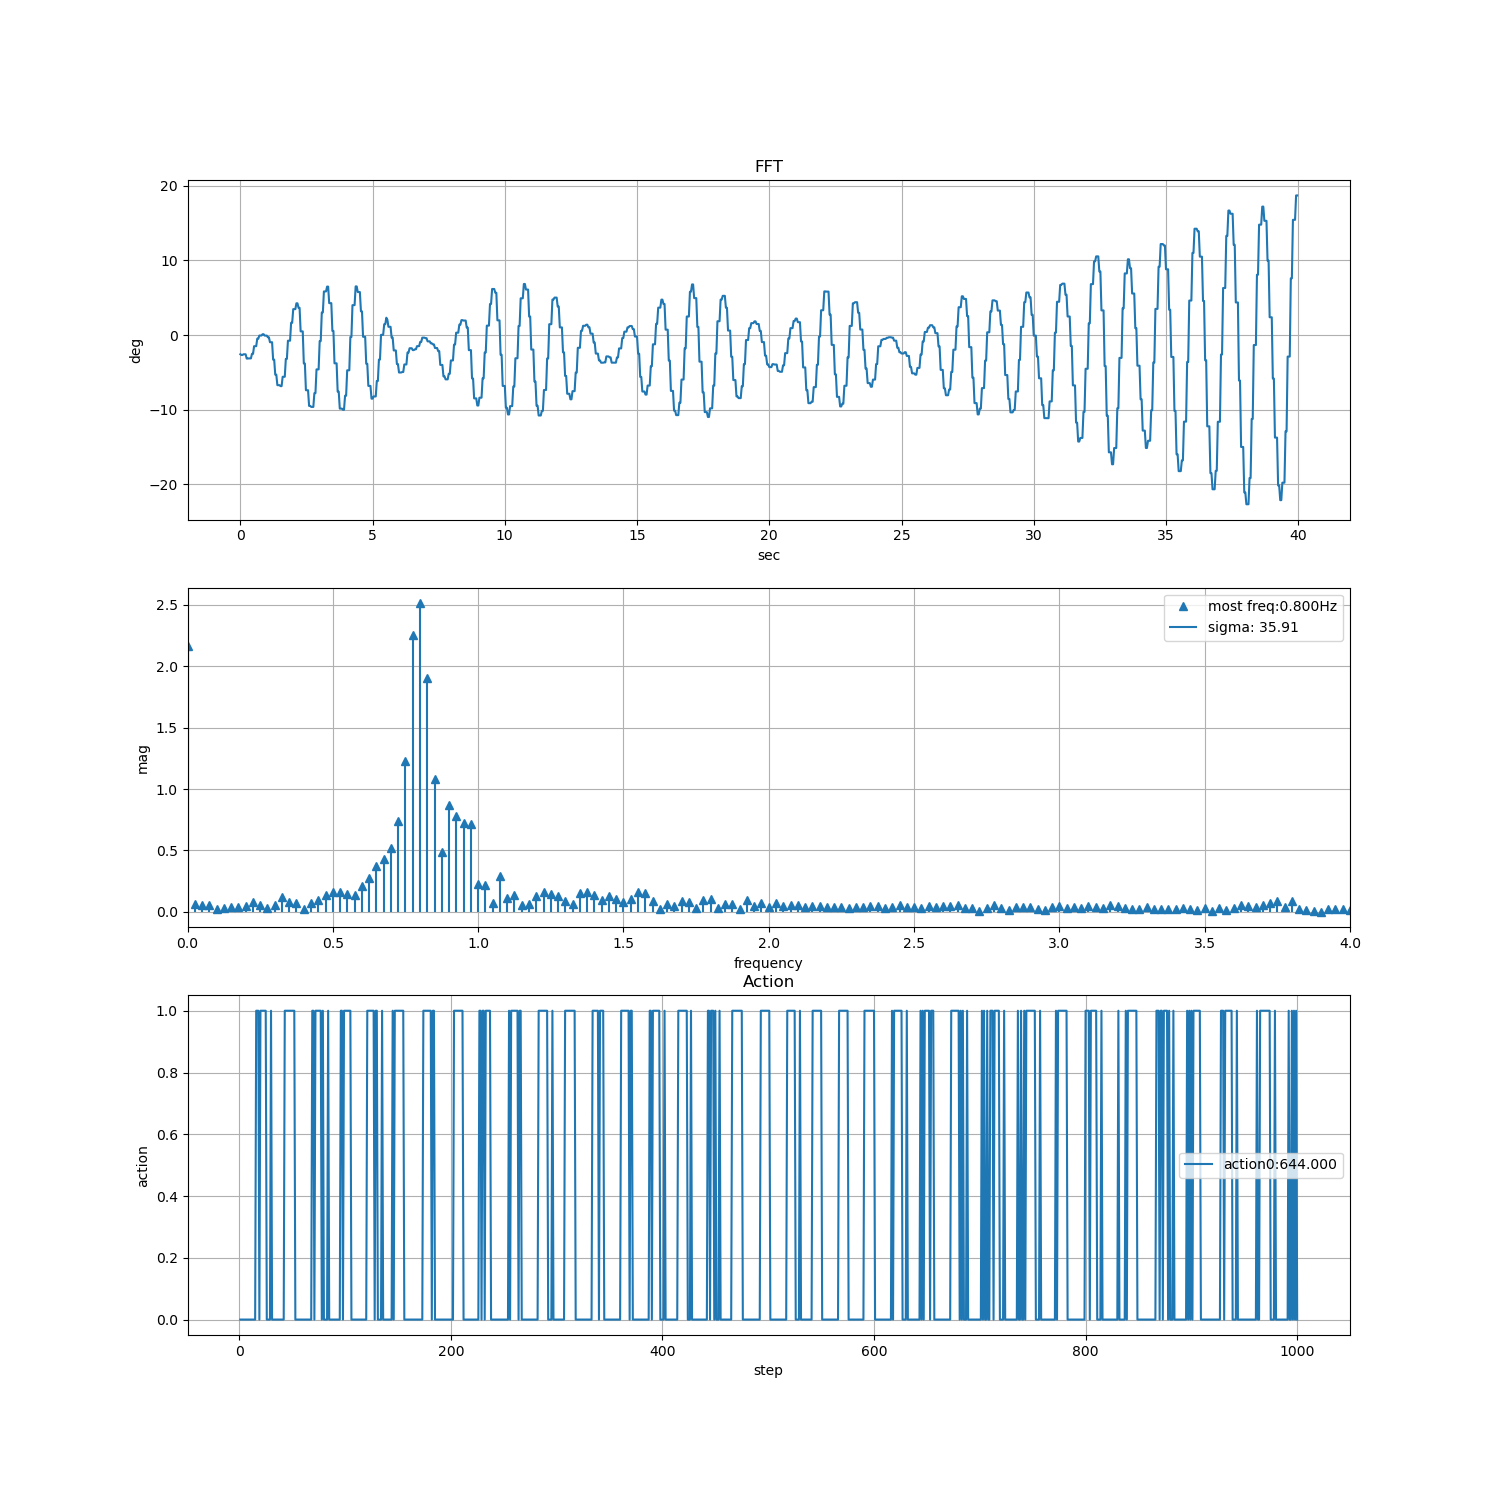 FFT
20
10
0
−10
−20
deg
0 5 10 15 20 25 30 35 40
sec
2.5
2.0
1.5
1.0
0.5
0.0
mag
most freq:0.800Hz
sigma: 35.91
0.0 0.5 1.0 1.5 2.0 2.5 3.0 3.5 4.0
frequency
Action
1.0
0.8
0.6
0.4
0.2
0.0
action
action0:644.000
0 200 400 600 800 1000
step